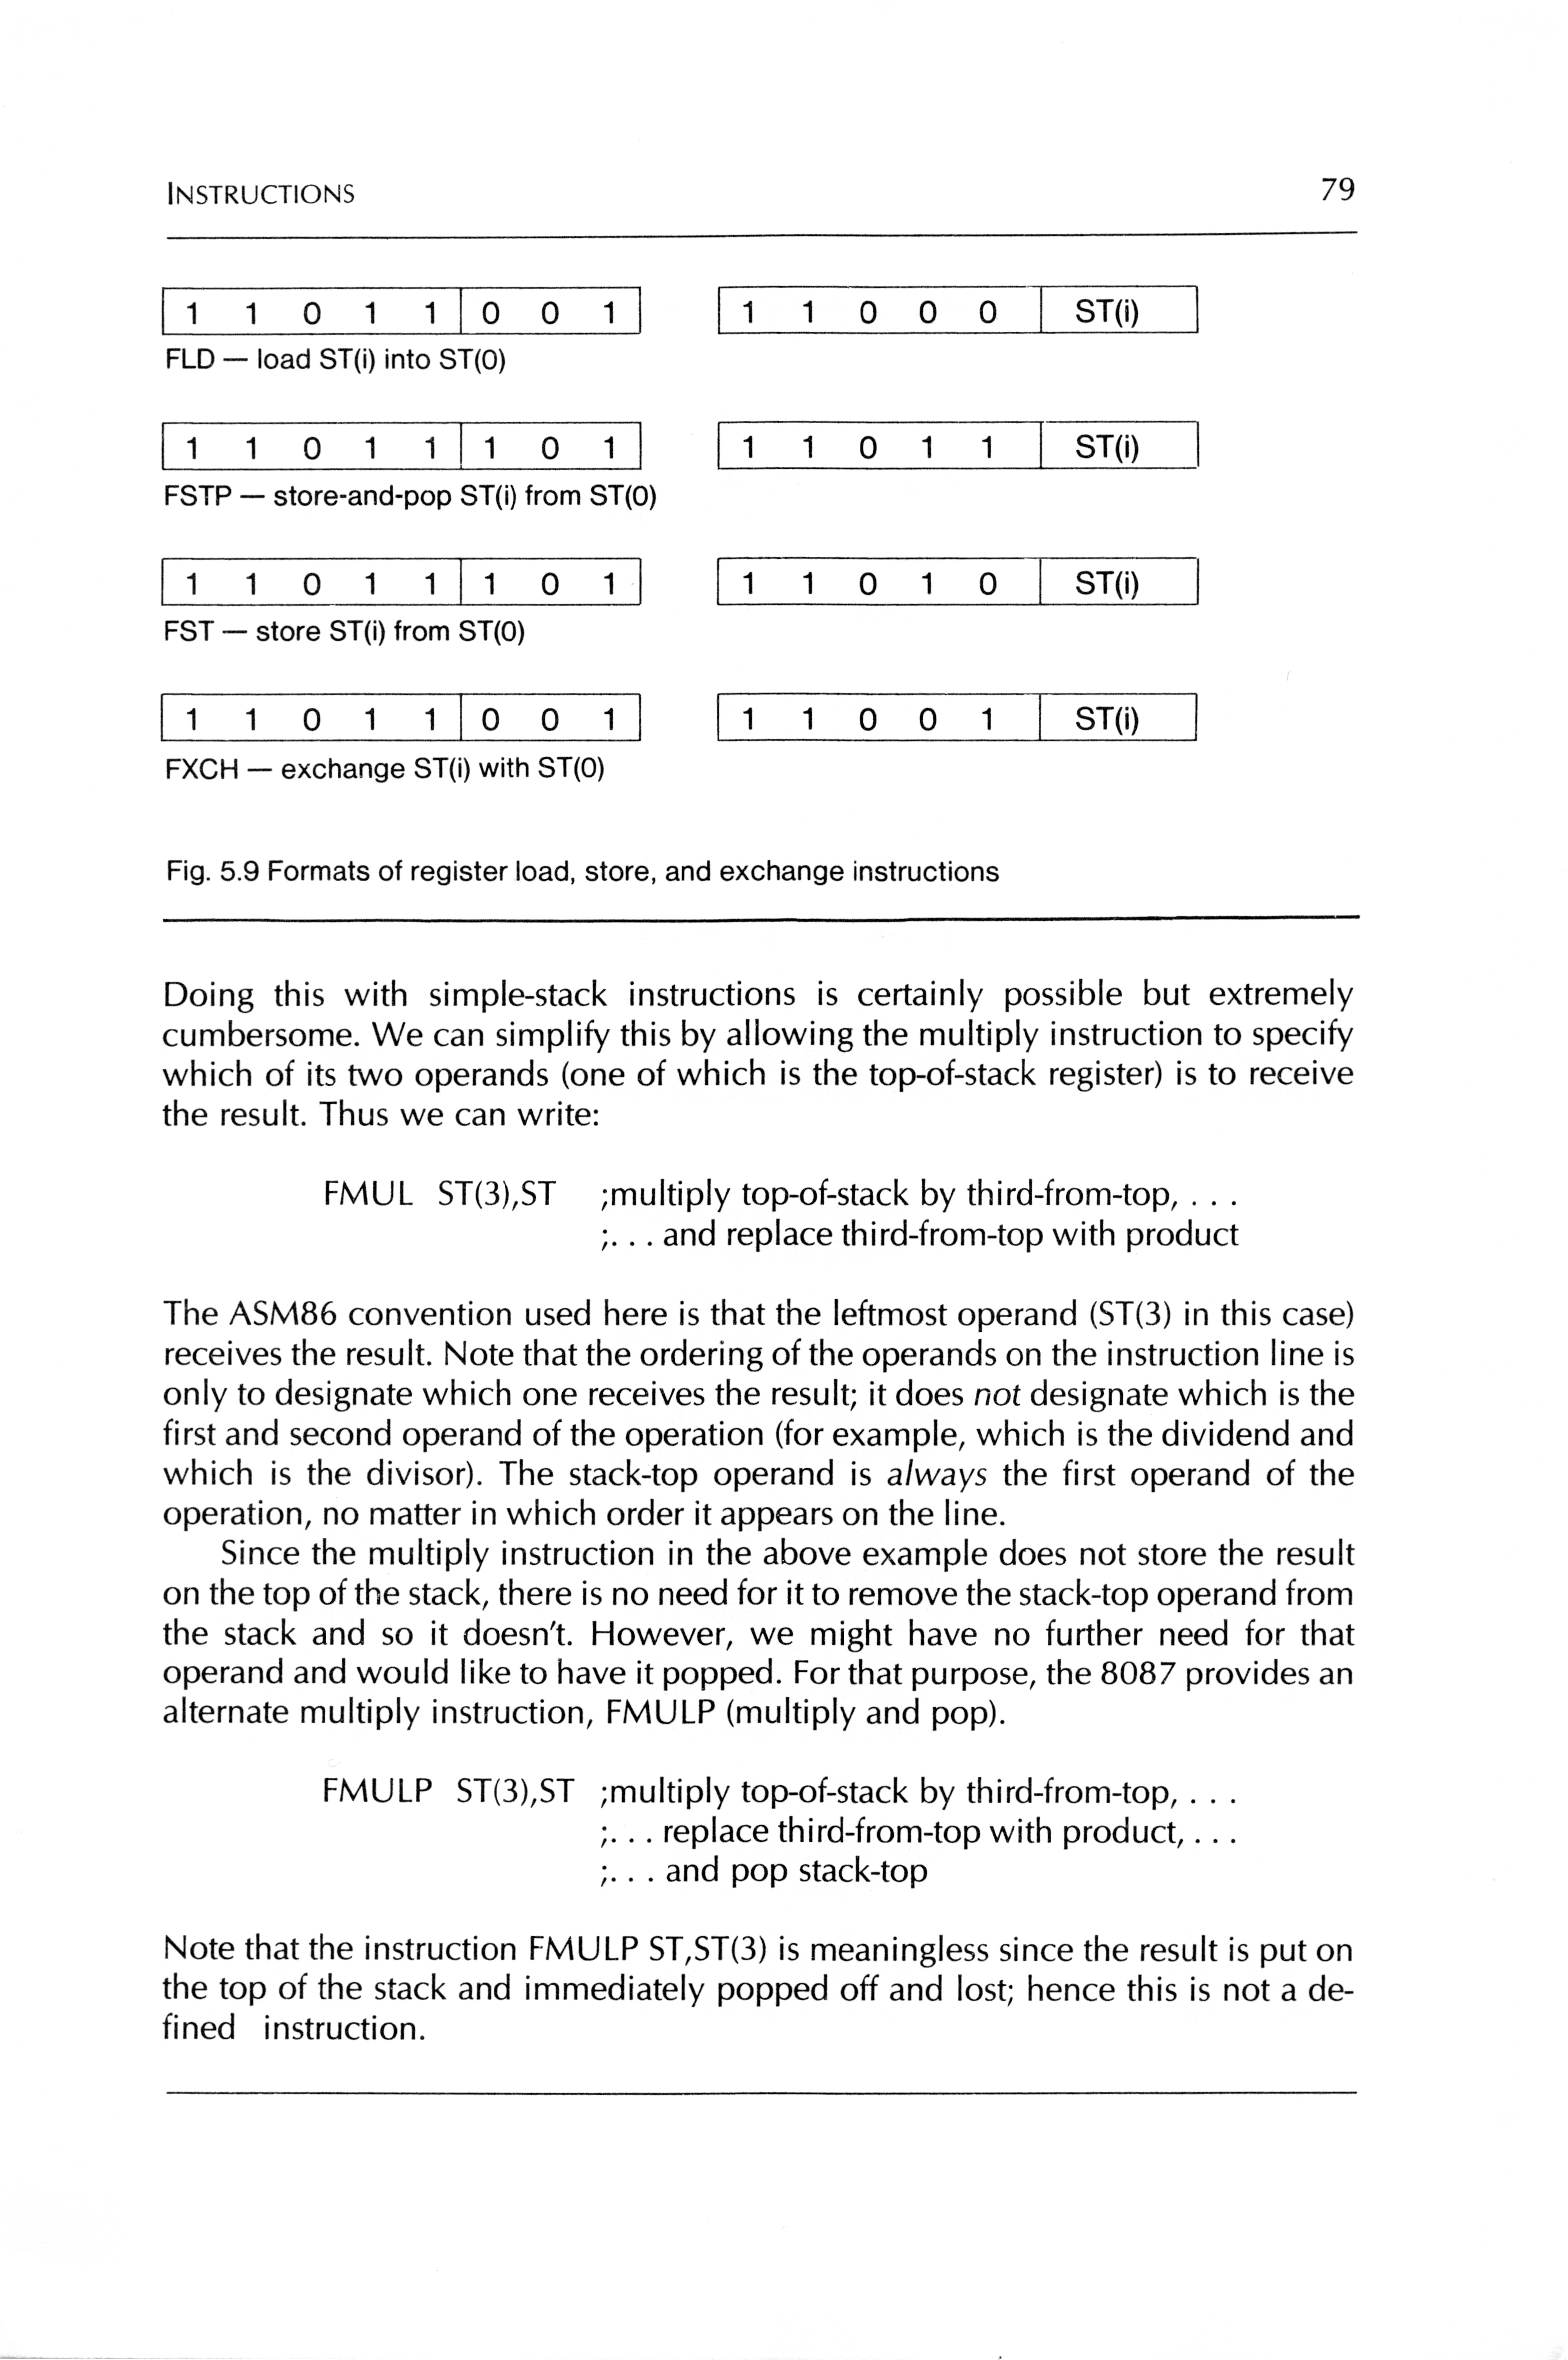 INSTRUCTIONS 79
1 1 0 1 1 0 0 1 1 1 0 0 0 ST(i)
FLD — load ST(i) into ST(0)
1 1 0 1 1 1 0 1 1 1 0 1 1 ST(i)
FSTP — store-and-pop ST(i) from ST(0)
1 1 0 1 1 1 0 1 1 1 0 1 0 ST(i)
FST — store ST(i) from ST(0)
1 1 0 1 1 0 0 1 1 1 0 0 1 ST(i)
FXCH — exchange ST(i) with ST(0)
Fig. 5.9 Formats of register load, store, and exchange instructions
Doing this with simple-stack instructions is certainly possible but extremely
cumbersome. We can simplify this by allowing the multiply instruction to specify
which of its two operands (one of which is the top-of-stack register) is to receive
the result. Thus we can write:
FMUL ST(3),ST ;multiply top-of-stack by third-from-top, . . .
;. . . and replace third-from-top with product
The ASM86 convention used here is that the leftmost operand (ST(3) in this case)
receives the result. Note that the ordering of the operands on the instruction line is
only to designate which one receives the result; it does not designate which is the
first and second operand of the operation (for example, which is the dividend and
which is the divisor). The stack-top operand is always the first operand of the
operation, no matter in which order it appears on the line.
Since the multiply instruction in the above example does not store the result
on the top of the stack, there is no need for it to remove the stack-top operand from
the stack and so it doesn't. However, we might have no further need for that
operand and would like to have it popped. For that purpose, the 8087 provides an
alternate multiply instruction, FMULP (multiply and pop).
FMULP ST(3),ST ;multiply top-of-stack by third-from-top, . . .
;. . . replace third-from-top with product, . . .
;. . . and pop stack-top
Note that the instruction FMULP ST,ST(3) is meaningless since the result is put on
the top of the stack and immediately popped off and lost; hence this is not a de-
fined instruction.